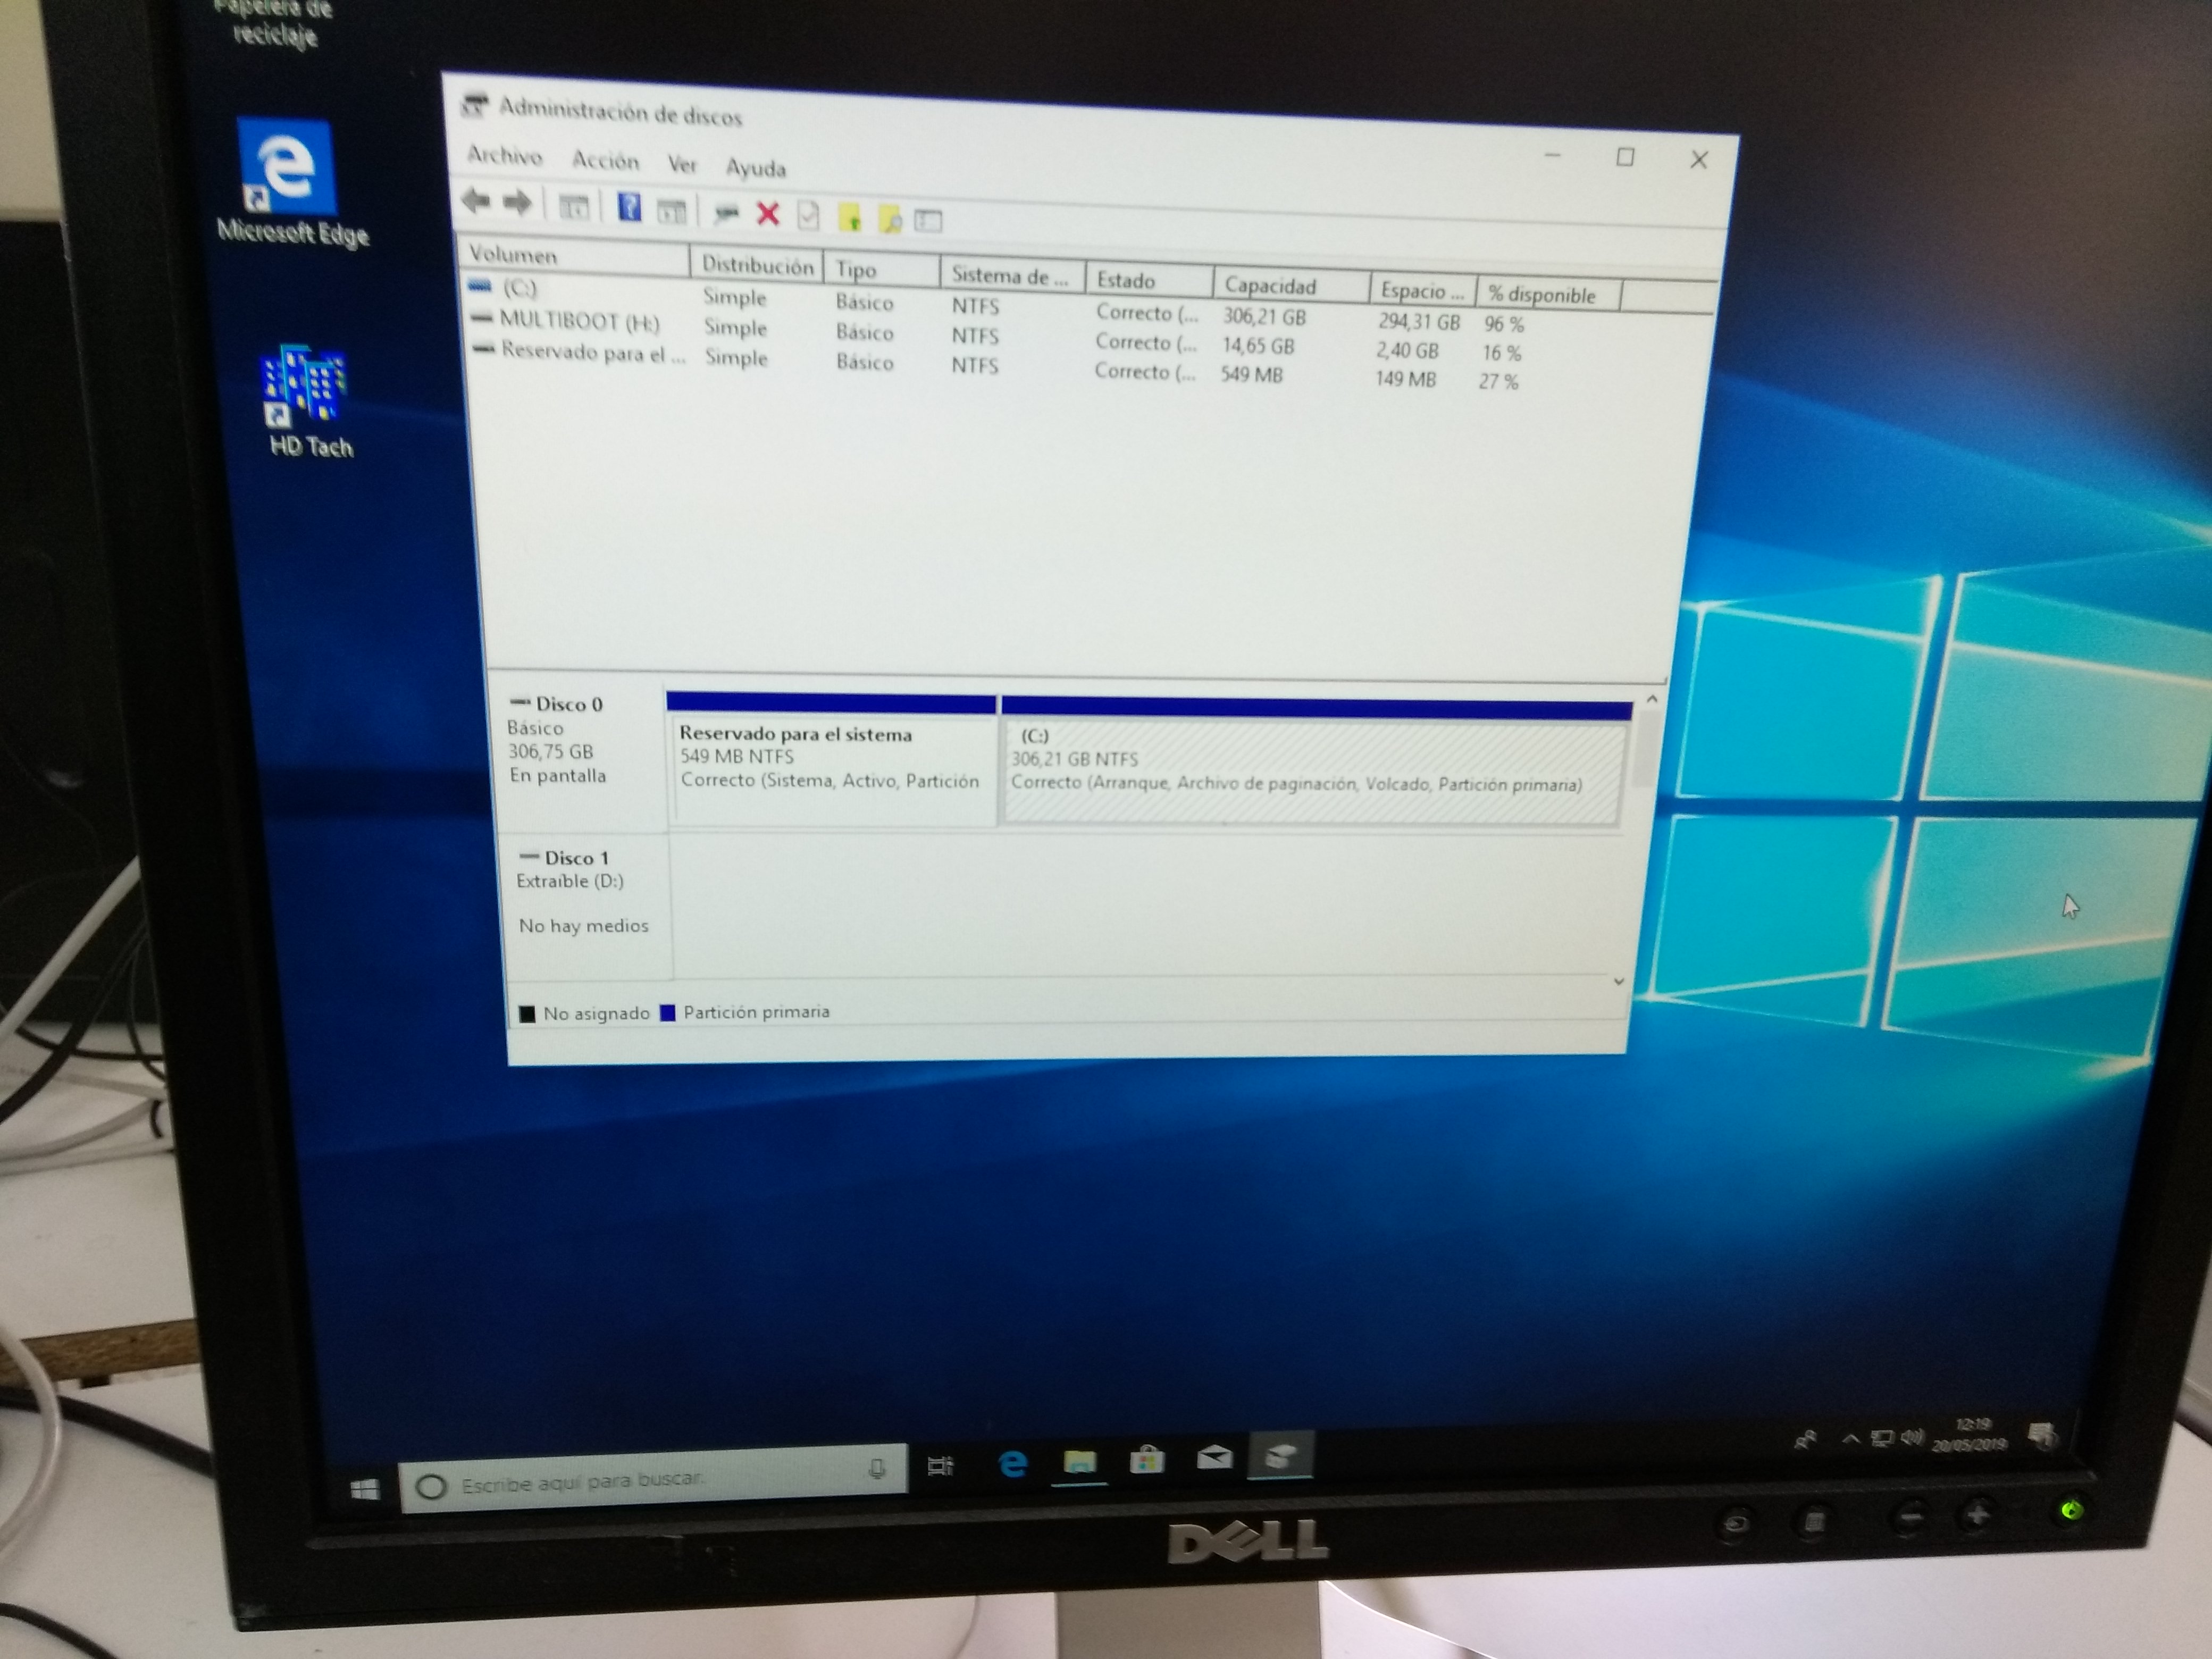 Papelera de
reciclaje
Microsoft Edge
HD Tach
Administración de discos
Archivo Acción Ver Ayuda
Volumen Distribución Tipo Sistema de ... Estado Capacidad Espacio ... % disponible
(C:) Simple Básico NTFS Correcto (... 306,21 GB 294,31 GB 96 %
MULTIBOOT (H:) Simple Básico NTFS Correcto (... 14,65 GB 2,40 GB 16 %
Reservado para el ... Simple Básico NTFS Correcto (... 549 MB 149 MB 27 %
Disco 0
Básico
306,75 GB
En pantalla
Reservado para el sistema
549 MB NTFS
Correcto (Sistema, Activo, Partición
(C:)
306,21 GB NTFS
Correcto (Arranque, Archivo de paginación, Volcado, Partición primaria)
Disco 1
Extraíble (D:)
No hay medios
No asignado Partición primaria
Escribe aquí para buscar.
12:19
20/05/2019
DELL